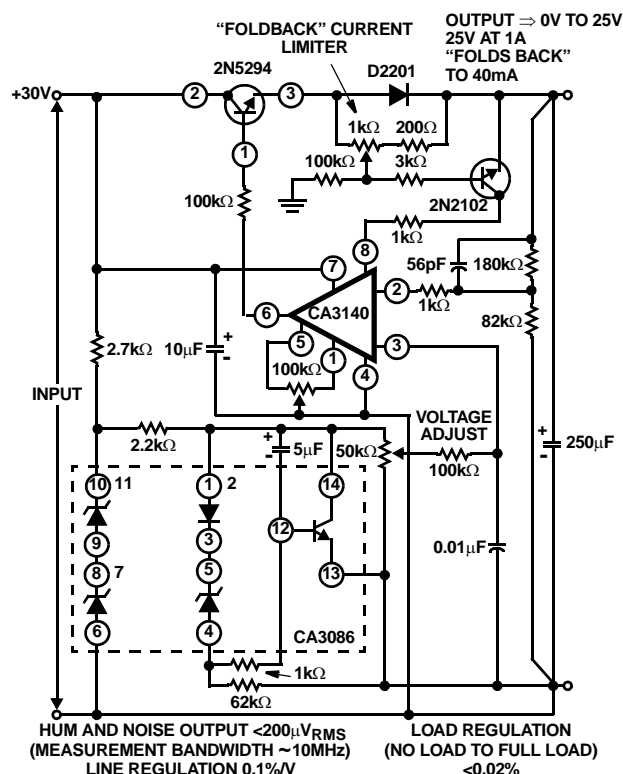 OUTPUT ⇒ 0V TO 25V
25V AT 1A
“FOLDS BACK”
TO 40mA
“FOLDBACK” CURRENT
LIMITER
2N5294
D2201
+30V
2
3
1kΩ
200Ω
1
100kΩ
3kΩ
100kΩ
2N2102
8
1kΩ
7
56pF
180kΩ
6
CA3140
2
1kΩ
5
3
82kΩ
2.7kΩ
10μF
+
-
1
100kΩ
4
INPUT
VOLTAGE
ADJUST
2.2kΩ
+
-
5μF
50kΩ
100kΩ
+
-
250μF
10
11
1
2
14
9
3
12
0.01μF
8
7
5
13
6
4
CA3086
1kΩ
62kΩ
HUM AND NOISE OUTPUT <200μVRMS
(MEASUREMENT BANDWIDTH ~10MHz)
LINE REGULATION 0.1%/V
LOAD REGULATION
(NO LOAD TO FULL LOAD)
<0.02%